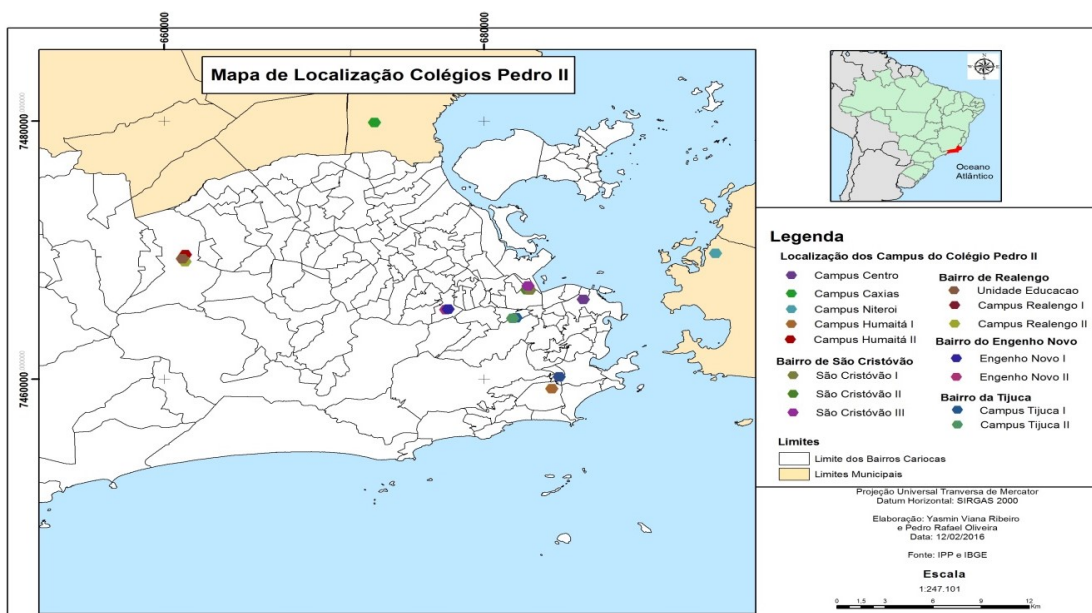 660000
680000
Mapa de Localização Colégios Pedro II
7480000
7460000
N
Oceano
Atlântico
Legenda
Localização dos Campus do Colégio Pedro II
Campus Centro
Campus Caxias
Campus Niteroi
Campus Humaitá I
Campus Humaitá II
Bairro de São Cristóvão
São Cristóvão I
São Cristóvão II
São Cristóvão III
Bairro de Realengo
Unidade Educacao
Campus Realengo I
Campus Realengo II
Bairro do Engenho Novo
Engenho Novo I
Engenho Novo II
Bairro da Tijuca
Campus Tijuca I
Campus Tijuca II
Limites
Limite dos Bairros Cariocas
Limites Municipais
Projeção Universal Tranversa de Mercator
Datum Horizontal: SIRGAS 2000
Elaboração: Yasmin Viana Ribeiro
e Pedro Rafael Oliveira
Data: 12/02/2016
Fonte: IPP e IBGE
Escala
1:247.101
0 1,5 3 6 9 12
Km